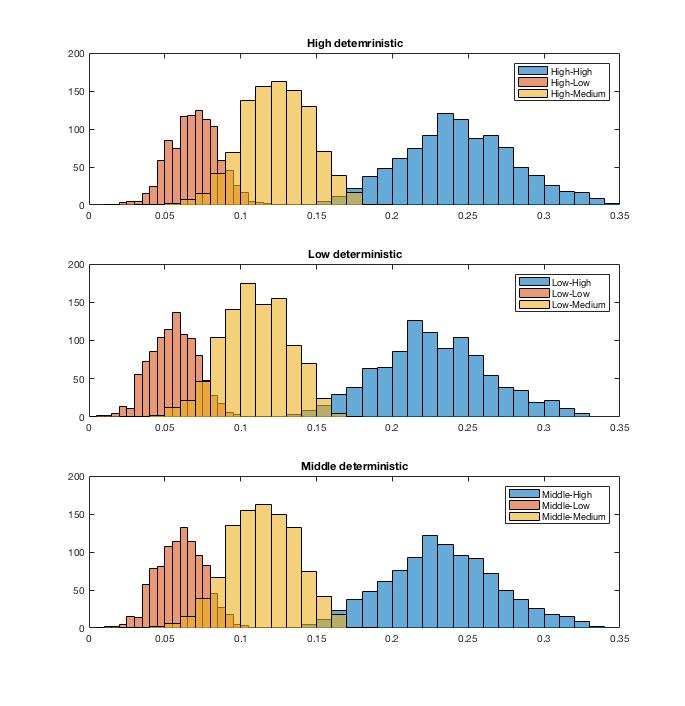 High detemrinistic
200
150
100
50
0
0 0.05 0.1 0.15 0.2 0.25 0.3 0.35
High-High
High-Low
High-Medium
Low deterministic
200
150
100
50
0
0 0.05 0.1 0.15 0.2 0.25 0.3 0.35
Low-High
Low-Low
Low-Medium
Middle deterministic
200
150
100
50
0
0 0.05 0.1 0.15 0.2 0.25 0.3 0.35
Middle-High
Middle-Low
Middle-Medium